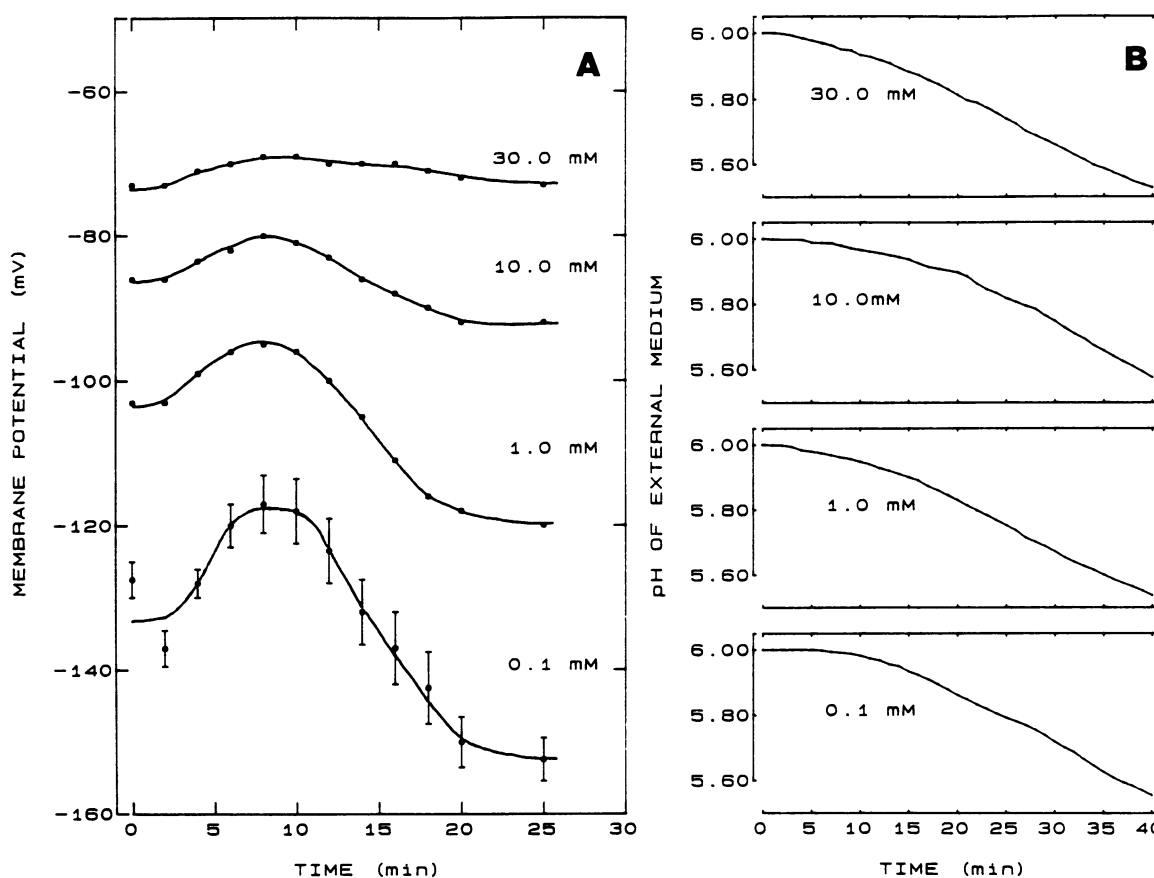 A
MEMBRANE POTENTIAL (mV)
-60
-80
-100
-120
-140
-160
30.0 mM
10.0 mM
1.0 mM
0.1 mM
0 5 10 15 20 25 30
TIME (min)
B
pH OF EXTERNAL MEDIUM
6.00
5.80
5.60
30.0 mM
6.00
5.80
5.60
10.0mM
6.00
5.80
5.60
1.0 mM
6.00
5.80
5.60
0.1 mM
0 5 10 15 20 25 30 35 40
TIME (min)